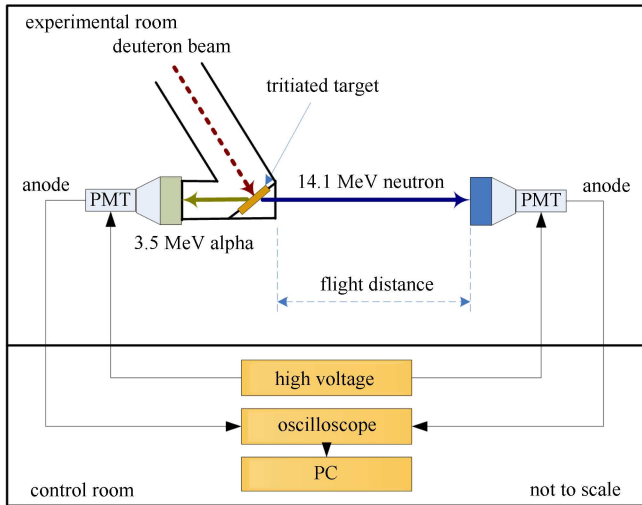 experimental room
deuteron beam
tritiated target
anode
PMT
14.1 MeV neutron
PMT
anode
3.5 MeV alpha
flight distance
high voltage
oscilloscope
PC
control room
not to scale